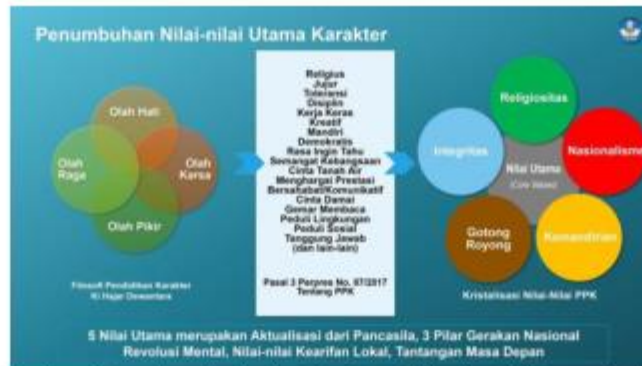 Penumbuhan Nilai-nilai Utama Karakter
Olah Hati
Olah Raga
Olah Karsa
Olah Pikir
Filosofi Pendidikan Karakter
Ki Hajar Dewantara
Religius
Jujur
Toleransi
Disiplin
Kerja Keras
Kreatif
Mandiri
Demokratis
Rasa Ingin Tahu
Semangat Kebangsaan
Cinta Tanah Air
Menghargai Prestasi
Bersahabat/Komunikatif
Cinta Damai
Gemar Membaca
Peduli Lingkungan
Peduli Sosial
Tanggung Jawab
(dan lain-lain)
Pasal 3 Perpres No. 87/2017
Tentang PPK
Religiositas
Integritas
Nasionalisme
Nilai Utama
(Core Values)
Gotong
Royong
Kemandirian
Kristalisasi Nilai-Nilai PPK
5 Nilai Utama merupakan Aktualisasi dari Pancasila, 3 Pilar Gerakan Nasional
Revolusi Mental, Nilai-nilai Kearifan Lokal, Tantangan Masa Depan